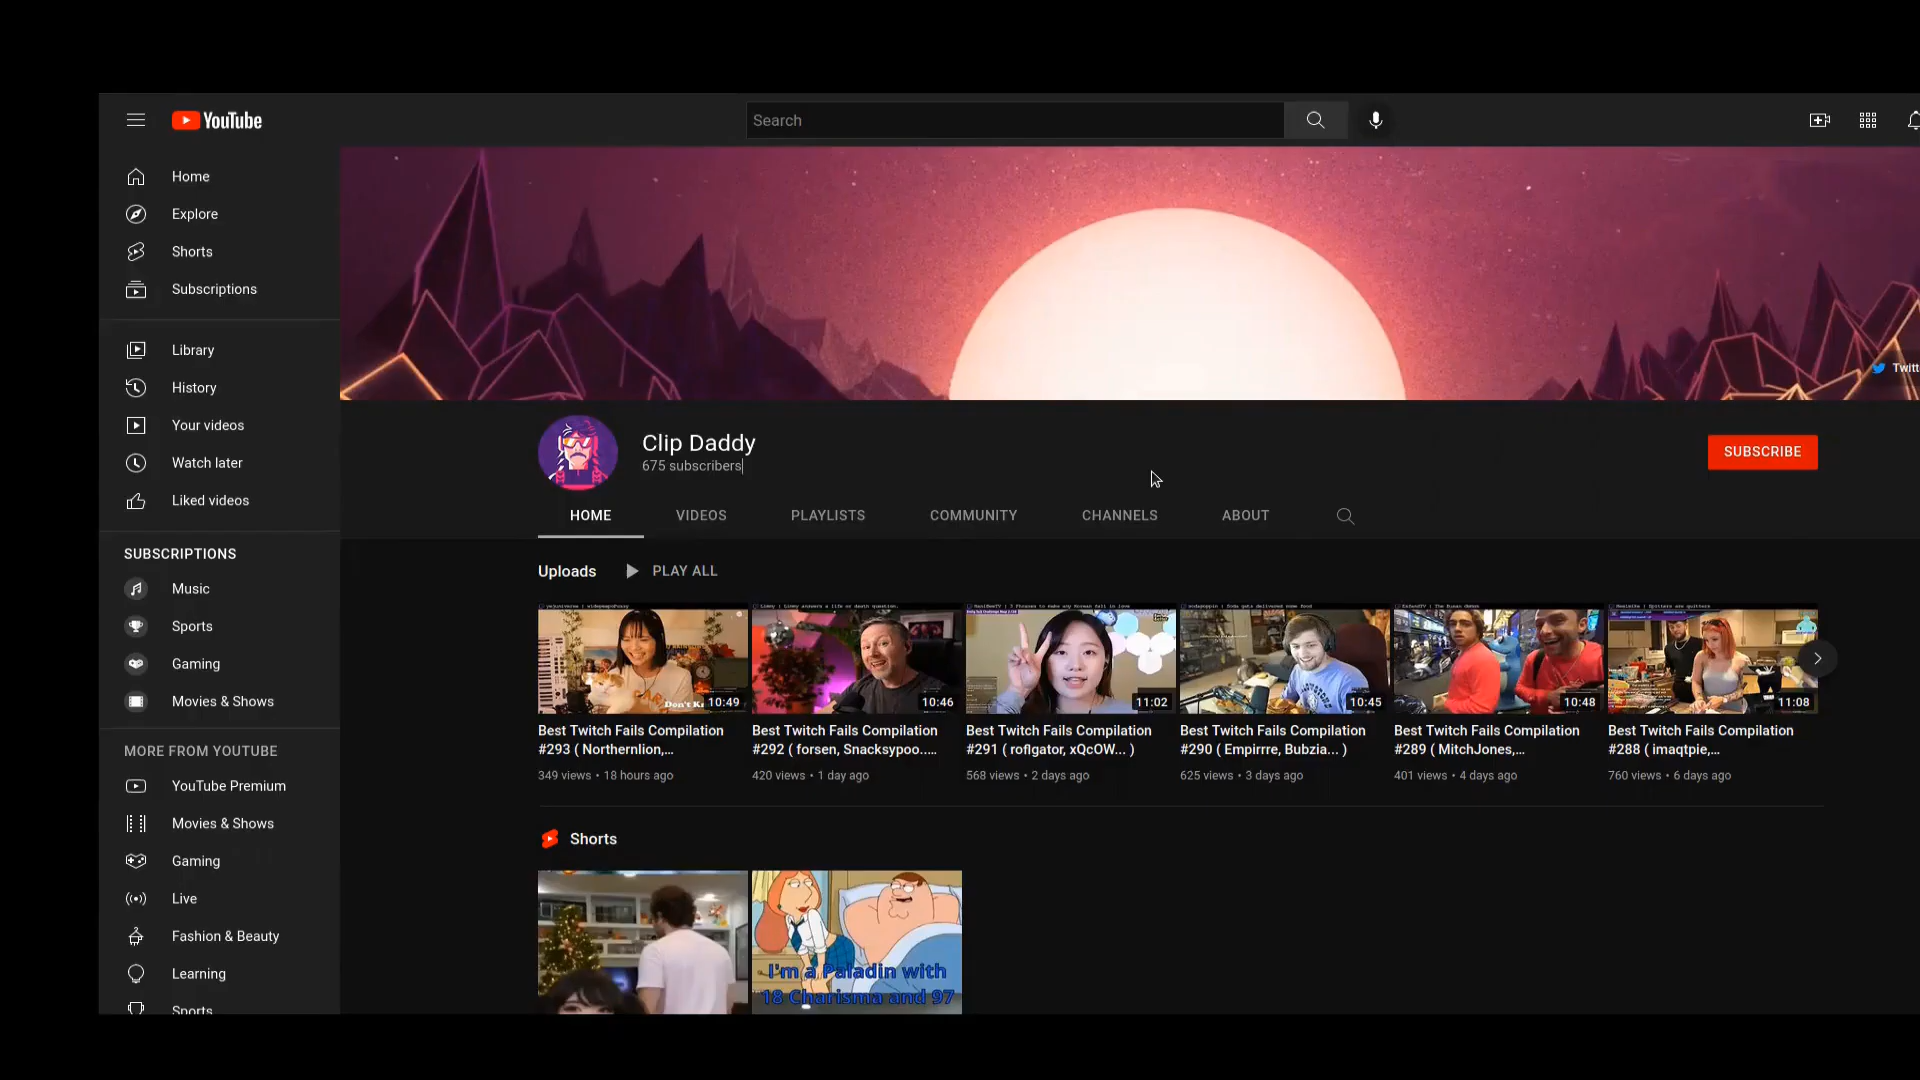 YouTube
Search
Home
Explore
Shorts
Subscriptions
Library
History
Your videos
Watch later
Liked videos
SUBSCRIPTIONS
Music
Sports
Gaming
Movies & Shows
MORE FROM YOUTUBE
YouTube Premium
Movies & Shows
Gaming
Live
Fashion & Beauty
Learning
Sports
Clip Daddy
675 subscribers
SUBSCRIBE
HOME
VIDEOS
PLAYLISTS
COMMUNITY
CHANNELS
ABOUT
Uploads
PLAY ALL
10:49
Best Twitch Fails Compilation
#293 ( Northernlion,...
349 views • 18 hours ago
10:46
Best Twitch Fails Compilation
#292 ( forsen, Snacksypoo.....
420 views • 1 day ago
11:02
Best Twitch Fails Compilation
#291 ( roflgator, xQcOW... )
568 views • 2 days ago
10:45
Best Twitch Fails Compilation
#290 ( Empirrre, Bubzia... )
625 views • 3 days ago
10:48
Best Twitch Fails Compilation
#289 ( MitchJones,...
401 views • 4 days ago
11:08
Best Twitch Fails Compilation
#288 ( imaqtpie,...
760 views • 6 days ago
Shorts
I'm a Paladin with
18 Charisma and 97